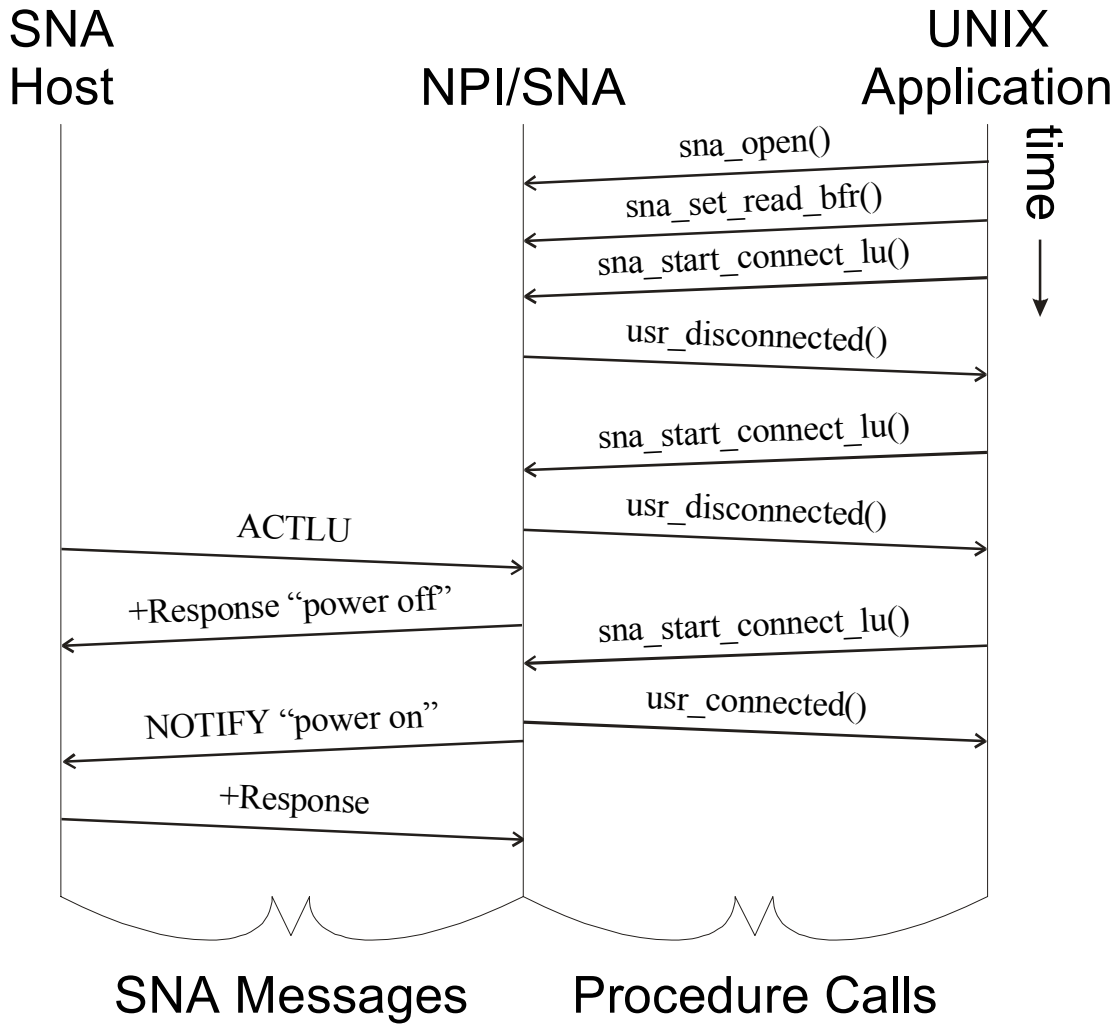 SNA
Host
NPI/SNA
UNIX
Application
time
sna_open()
sna_set_read_bfr()
sna_start_connect_lu()
usr_disconnected()
sna_start_connect_lu()
usr_disconnected()
ACTLU
+Response “power off”
sna_start_connect_lu()
usr_connected()
NOTIFY “power on”
+Response
SNA Messages
Procedure Calls